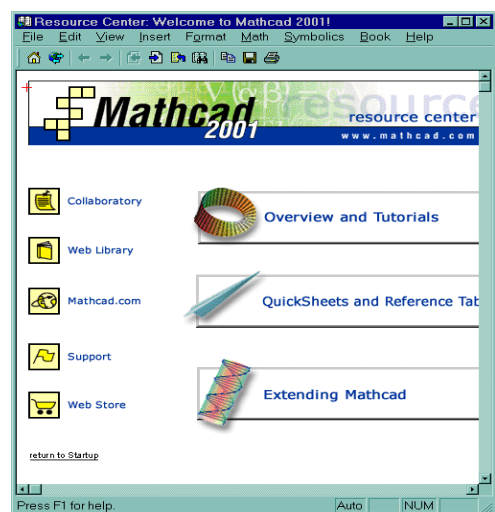 Resource Center: Welcome to Mathcad 2001!
File Edit View Insert Format Math Symbolics Book Help
resource
Mathcad
2001
resource center
www.mathcad.com
Collaboratory
Overview and Tutorials
Web Library
Mathcad.com
QuickSheets and Reference Tab
Support
Extending Mathcad
Web Store
return to Startup
Press F1 for help.
Auto
NUM